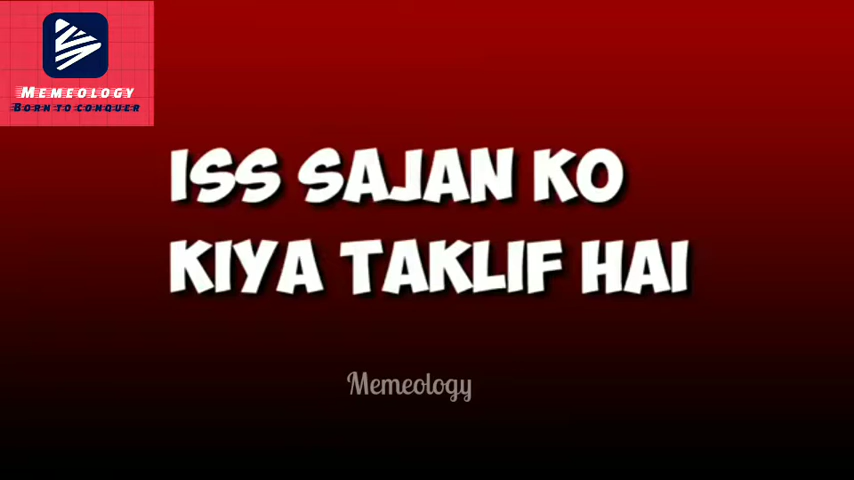 MEMEOLOGY
BORN TO CONQUER
ISS SAJAN KO
KIYA TAKLIF HAI
Memeology